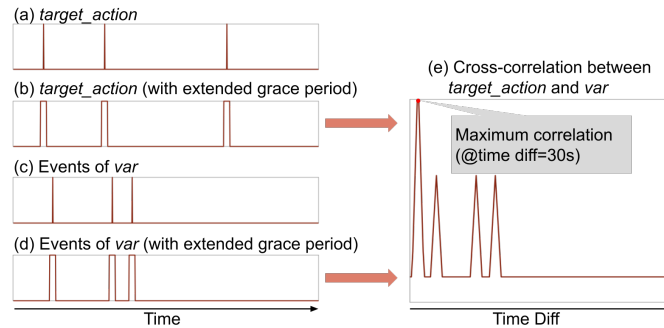 (a) target_action
(b) target_action (with extended grace period)
(c) Events of var
(d) Events of var (with extended grace period)
Time
(e) Cross-correlation between
target_action and var
Maximum correlation
(@time diff=30s)
Time Diff